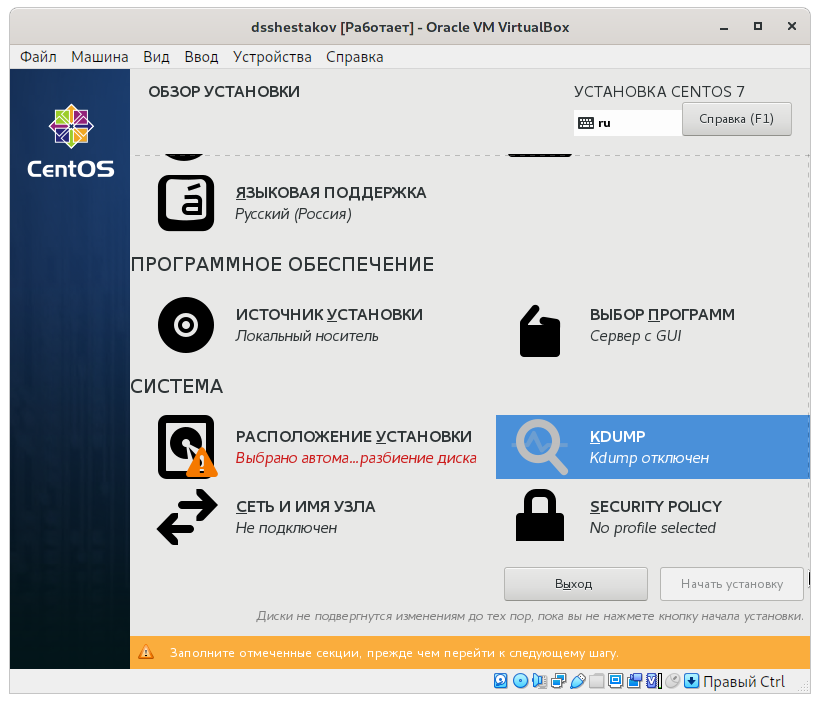 dsshestakov [Работает] - Oracle VM VirtualBox
Файл Машина Вид Ввод Устройства Справка
ОБЗОР УСТАНОВКИ
УСТАНОВКА CENTOS 7
ru
Справка (F1)
CentOS
á
ЯЗЫКОВАЯ ПОДДЕРЖКА
Русский (Россия)
ПРОГРАММНОЕ ОБЕСПЕЧЕНИЕ
ИСТОЧНИК УСТАНОВКИ
Локальный носитель
ВЫБОР ПРОГРАММ
Сервер с GUI
СИСТЕМА
РАСПОЛОЖЕНИЕ УСТАНОВКИ
Выбрано автома...разбиение диска
KDUMP
Kdump отключен
СЕТЬ И ИМЯ УЗЛА
Не подключен
SECURITY POLICY
No profile selected
Выход
Начать установку
Диски не подвергнутся изменениям до тех пор, пока вы не нажмете кнопку начала установки.
Заполните отмеченные секции, прежде чем перейти к следующему шагу.
Правый Ctrl